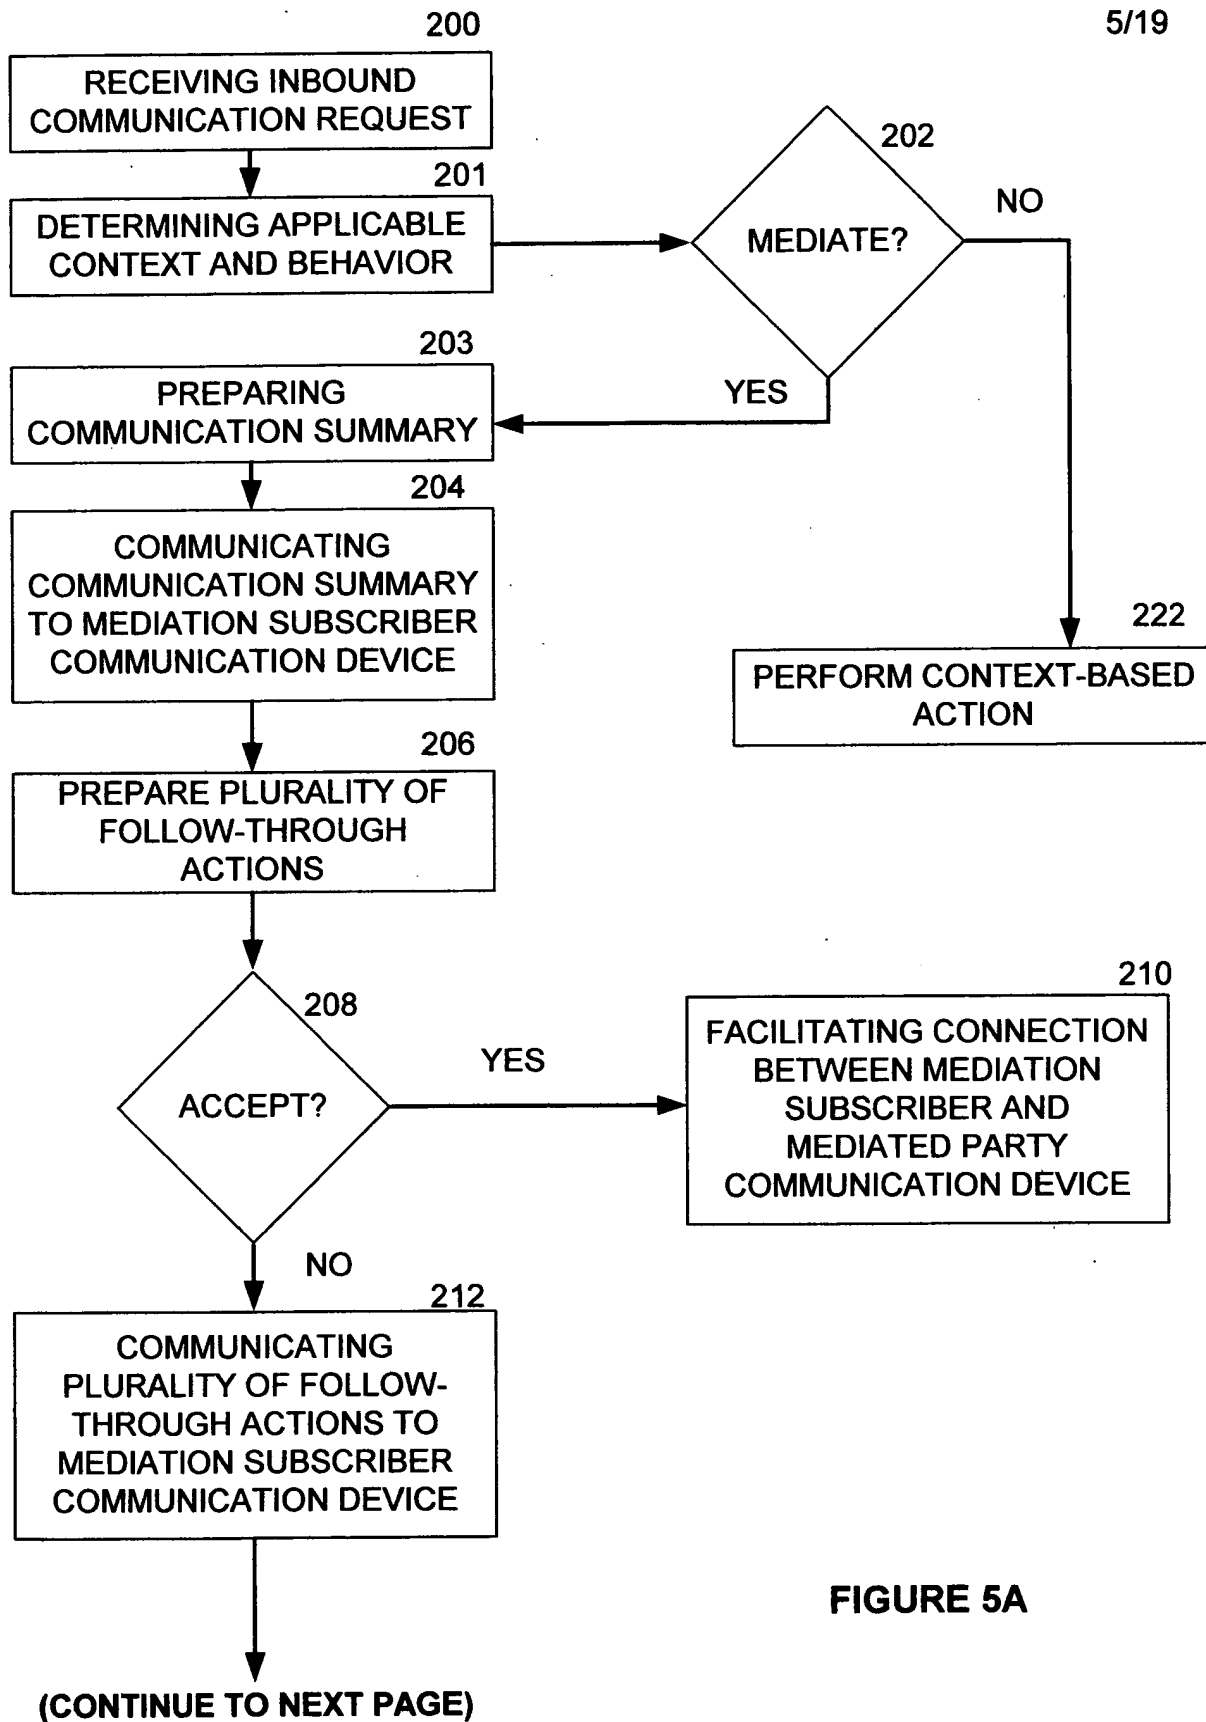 5/19
200
RECEIVING INBOUND
COMMUNICATION REQUEST
201
DETERMINING APPLICABLE
CONTEXT AND BEHAVIOR
202
MEDIATE?
NO
YES
203
PREPARING
COMMUNICATION SUMMARY
204
COMMUNICATING
COMMUNICATION SUMMARY
TO MEDIATION SUBSCRIBER
COMMUNICATION DEVICE
222
PERFORM CONTEXT-BASED
ACTION
206
PREPARE PLURALITY OF
FOLLOW-THROUGH
ACTIONS
208
ACCEPT?
YES
210
FACILITATING CONNECTION
BETWEEN MEDIATION
SUBSCRIBER AND
MEDIATED PARTY
COMMUNICATION DEVICE
NO
212
COMMUNICATING
PLURALITY OF FOLLOW-
THROUGH ACTIONS TO
MEDIATION SUBSCRIBER
COMMUNICATION DEVICE
FIGURE 5A
(CONTINUE TO NEXT PAGE)